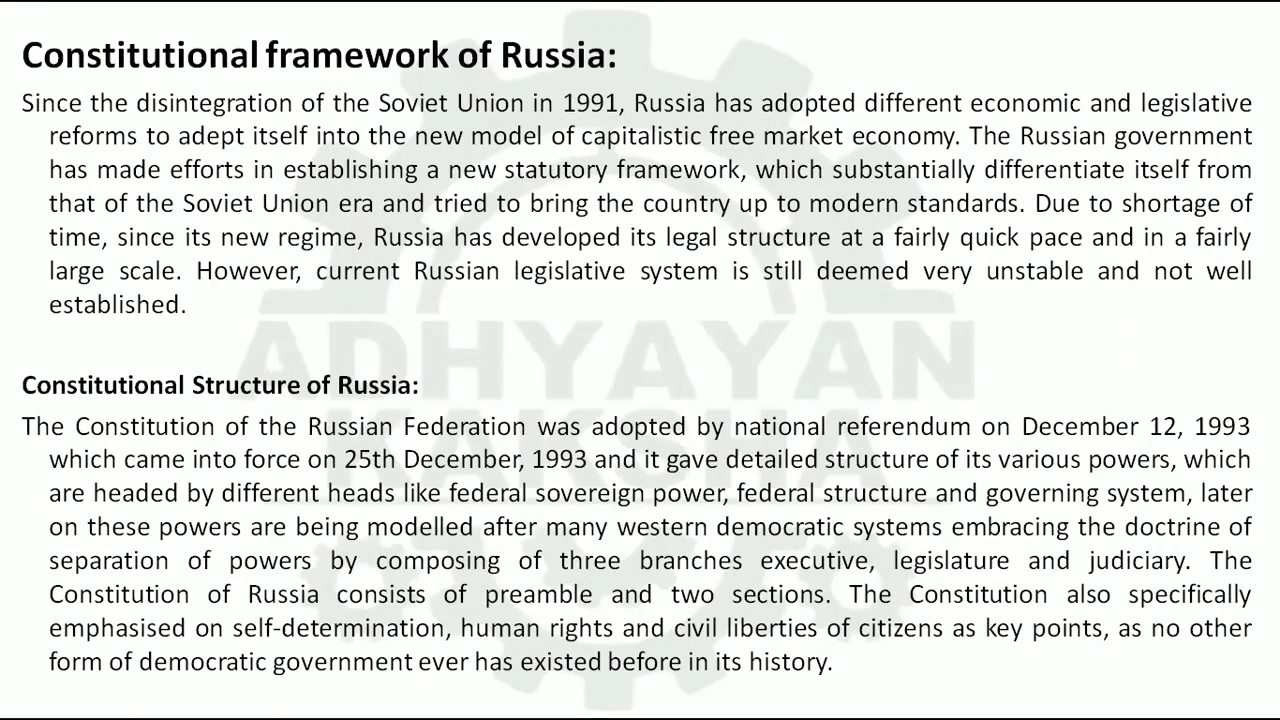 Constitutional framework of Russia:
Since the disintegration of the Soviet Union in 1991, Russia has adopted different economic and legislative
reforms to adept itself into the new model of capitalistic free market economy. The Russian government
has made efforts in establishing a new statutory framework, which substantially differentiate itself from
that of the Soviet Union era and tried to bring the country up to modern standards. Due to shortage of
time, since its new regime, Russia has developed its legal structure at a fairly quick pace and in a fairly
large scale. However, current Russian legislative system is still deemed very unstable and not well
established.
ADHYAYAN
KAKSHA
Constitutional Structure of Russia:
The Constitution of the Russian Federation was adopted by national referendum on December 12, 1993
which came into force on 25th December, 1993 and it gave detailed structure of its various powers, which
are headed by different heads like federal sovereign power, federal structure and governing system, later
on these powers are being modelled after many western democratic systems embracing the doctrine of
separation of powers by composing of three branches executive, legislature and judiciary. The
Constitution of Russia consists of preamble and two sections. The Constitution also specifically
emphasised on self-determination, human rights and civil liberties of citizens as key points, as no other
form of democratic government ever has existed before in its history.